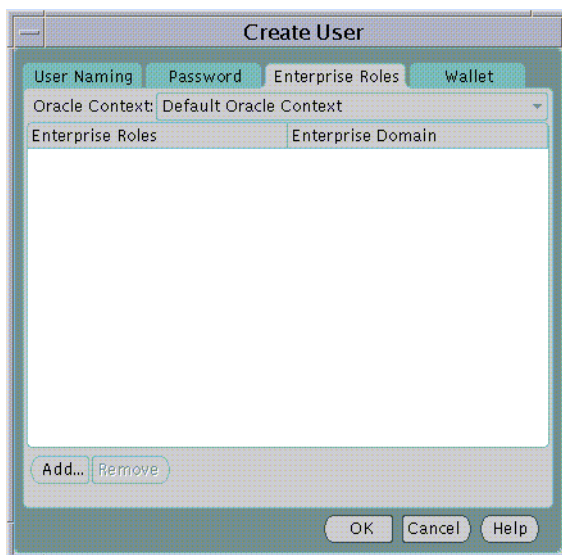 Create User
User Naming Password Enterprise Roles Wallet
Oracle Context: Default Oracle Context
Enterprise Roles Enterprise Domain
Add... Remove
OK Cancel Help